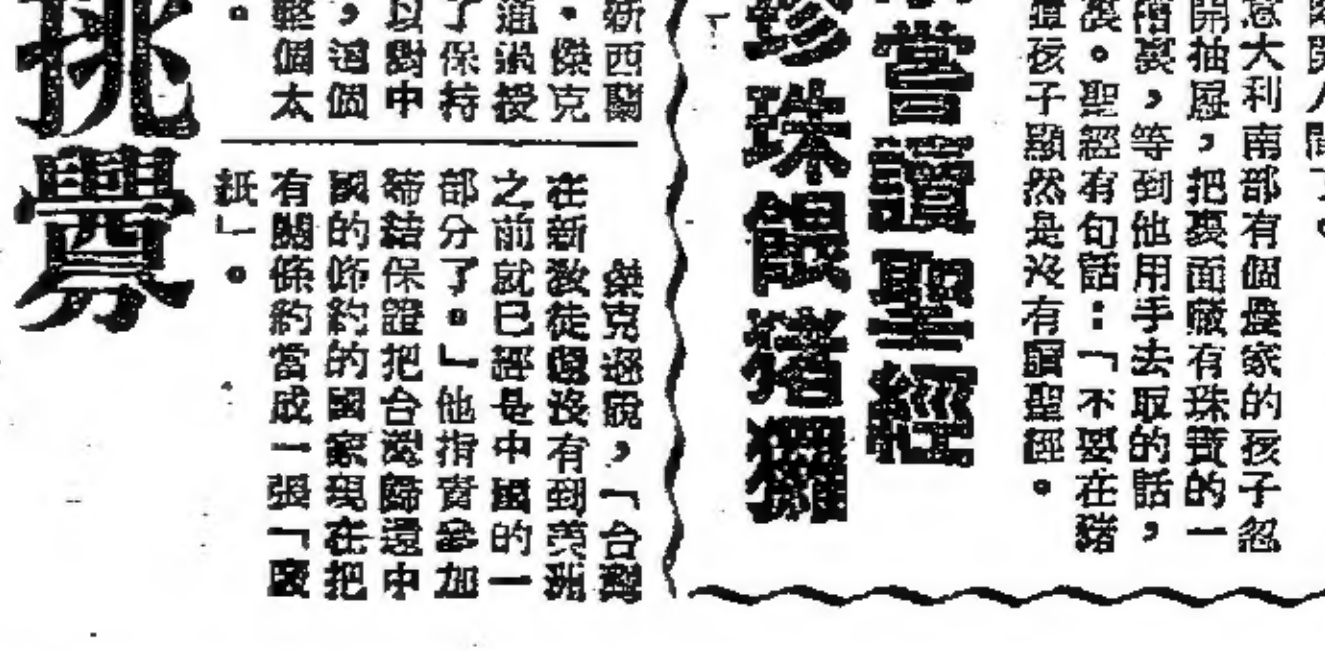 意大利南部有個農家的孩子忽
開抽屜,把裏面藏有珠寶的一
等到他用手去取的話,
裏。聖經有句話:「不要在豬
孩子顯然是沒有讀聖經。
嘗讀聖經
珍珠餵猪玀
新西蘭
・傑克
通過授
了保持
以對中
,這個
整個太
。
傑克遜說,「台灣
在新教徒還沒有到美洲
之前就已經是中國的一
部分了。」他指責參加
締結保證把台灣歸還中
國的條約的國家現在把
有關條約當成一張「廢
紙」。
挑釁